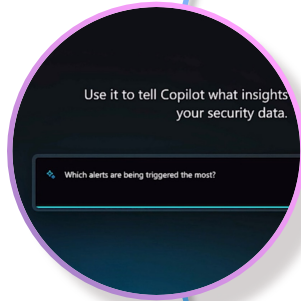 Use it to tell Copilot what insights
your security data.
Which alerts are being triggered the most?